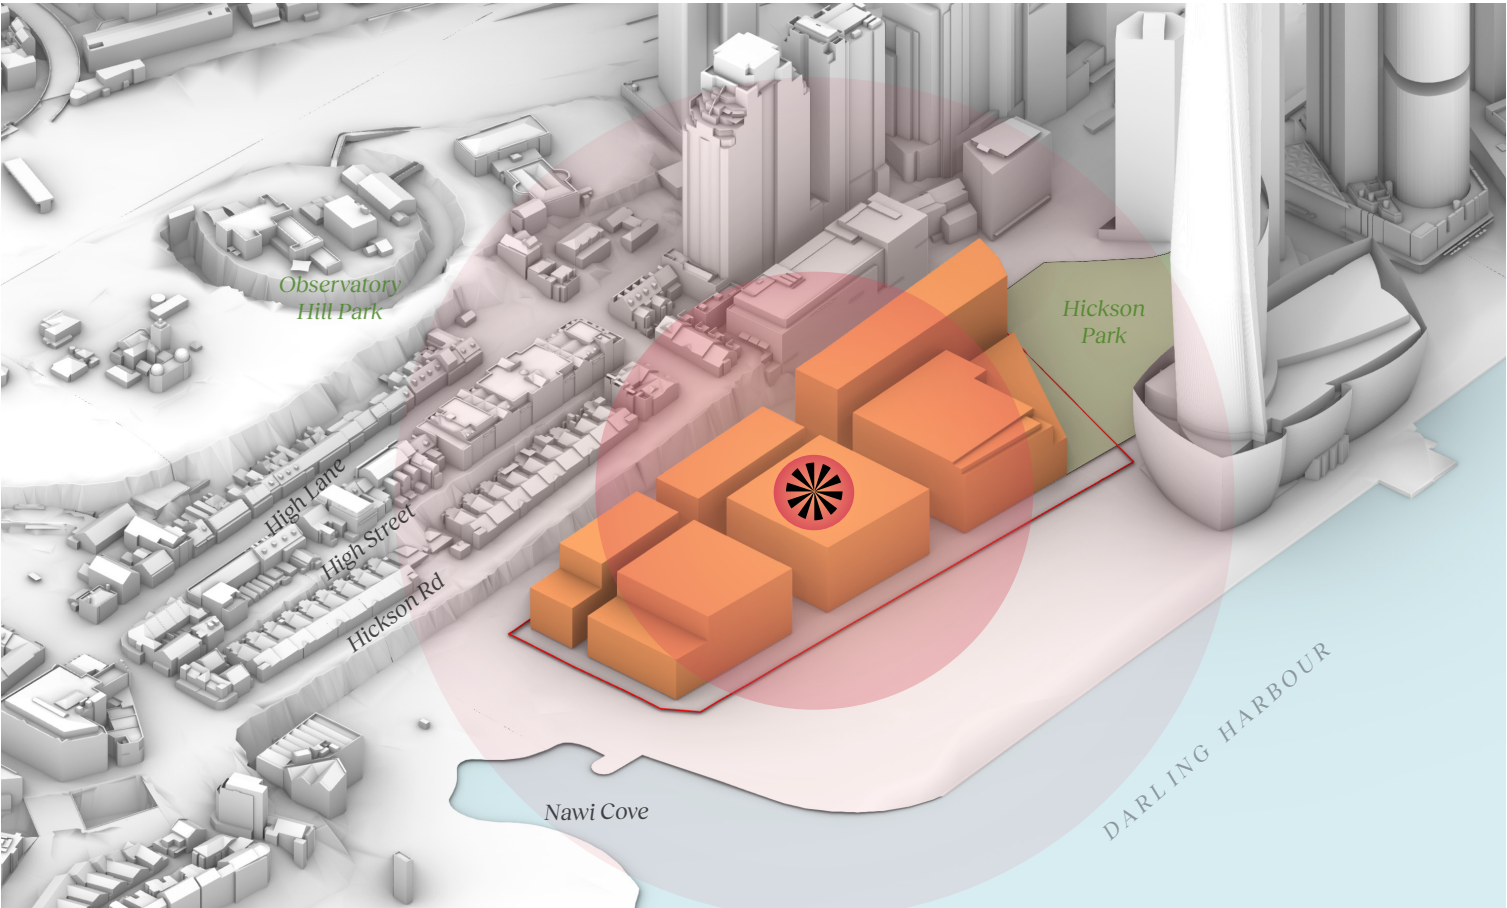 Observatory
Hill Park
Hickson
Park
High Lane
High Street
Hickson Rd
Nawi Cove
DARLING HARBOUR